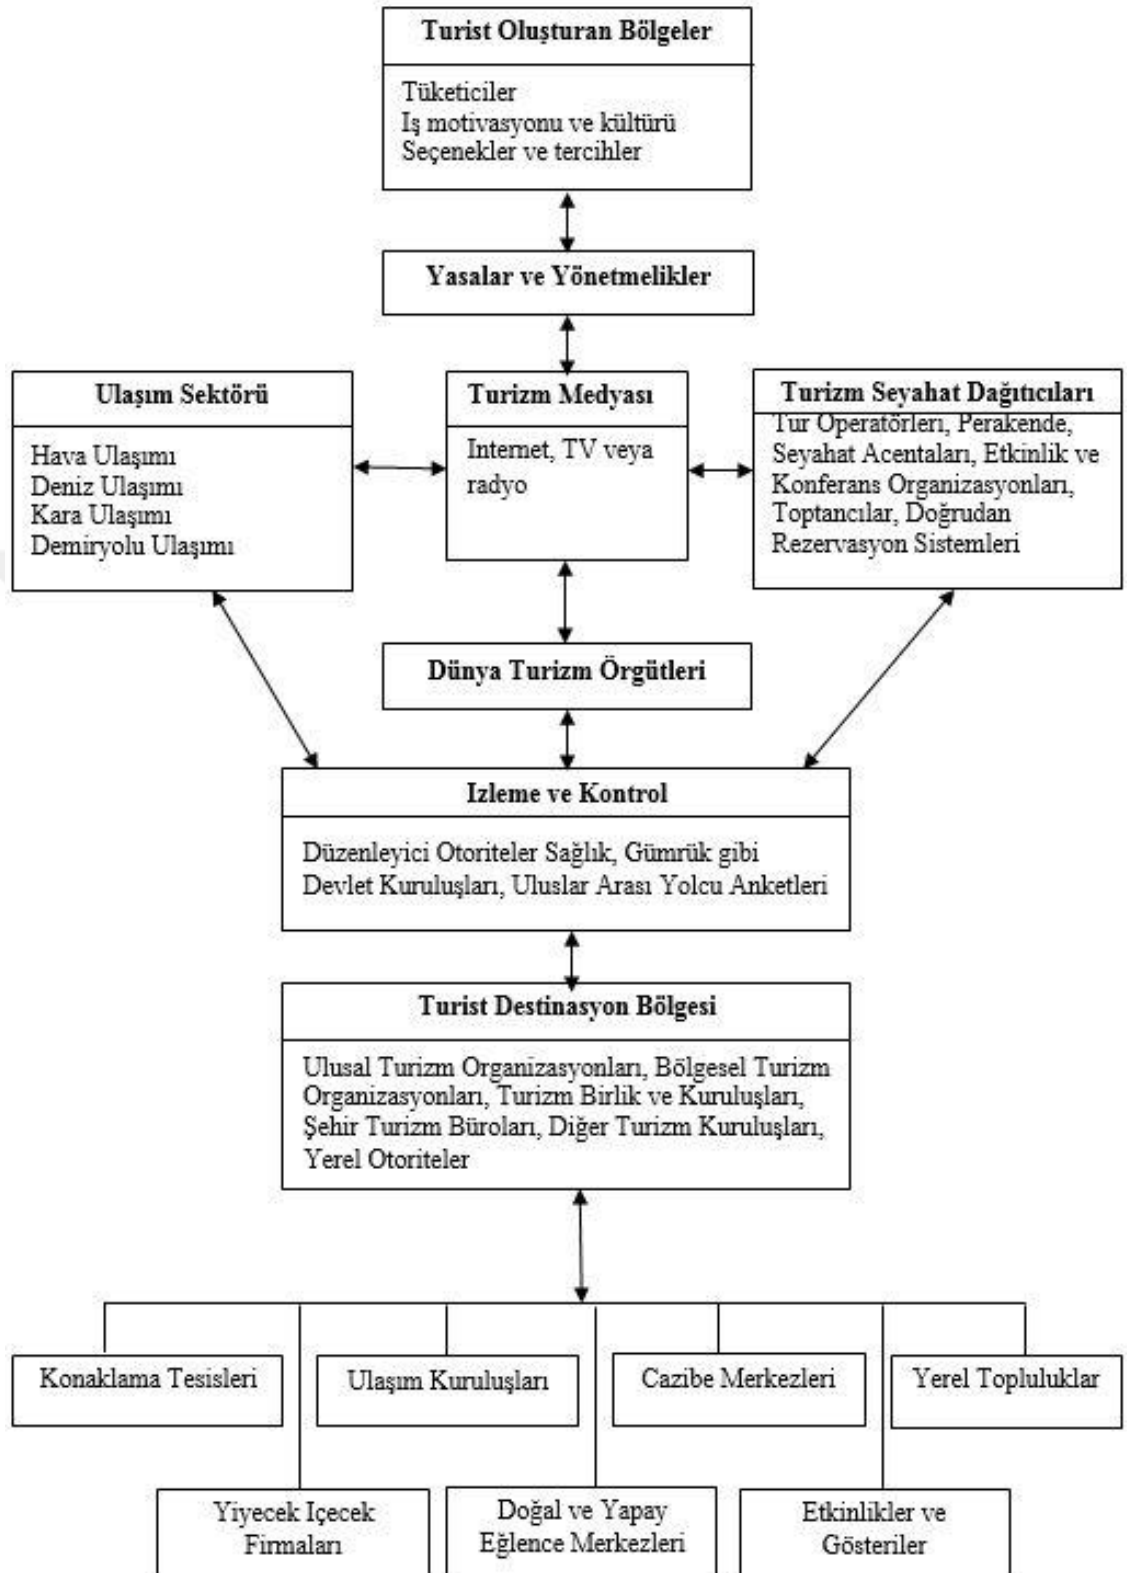 Turist Oluşturan Bölgeler
Tüketiciler
Iş motivasyonu ve kültürü
Seçenekler ve tercihler
Yasalar ve Yönetmelikler
Ulaşım Sektörü
Hava Ulaşımı
Deniz Ulaşımı
Kara Ulaşımı
Demiryolu Ulaşımı
Turizm Medyası
Internet, TV veya
radyo
Turizm Seyahat Dağıtıcıları
Tur Operatörleri, Perakende,
Seyahat Acentaları, Etkinlik ve
Konferans Organizasyonları,
Toptancılar, Doğrudan
Rezervasyon Sistemleri
Dünya Turizm Örgütleri
Izleme ve Kontrol
Düzenleyici Otoriteler Sağlık, Gümrük gibi
Devlet Kuruluşları, Uluslar Arası Yolcu Anketleri
Turist Destinasyon Bölgesi
Ulusal Turizm Organizasyonları, Bölgesel Turizm
Organizasyonları, Turizm Birlik ve Kuruluşları,
Şehir Turizm Büroları, Diğer Turizm Kuruluşları,
Yerel Otoriteler
Konaklama Tesisleri
Ulaşım Kuruluşları
Cazibe Merkezleri
Yerel Topluluklar
Yiyecek Içecek
Firmaları
Doğal ve Yapay
Eğlence Merkezleri
Etkinlikler ve
Gösteriler